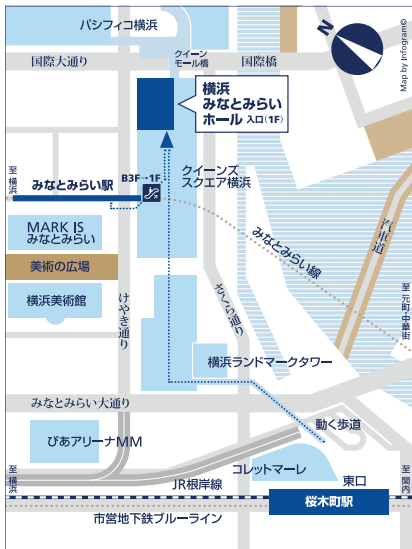 パシフィコ横浜
Map by Infogram©
N
国際大通り
クイーン
モール橋
国際橋
横浜
みなとみらい
ホール 入口(1F)
至横浜
みなとみらい駅
B3F→1F
クイーンズ
スクエア横浜
MARK IS
みなとみらい
美術の広場
横浜美術館
けやき通り
さくら通り
みなとみらい線
汽車道
至元町中華街
横浜ランドマークタワー
みなとみらい大通り
ぴあアリーナMM
動く歩道
コレットマーレ
東口
至横浜
JR根岸線
桜木町駅
至関内
市営地下鉄ブルーライン